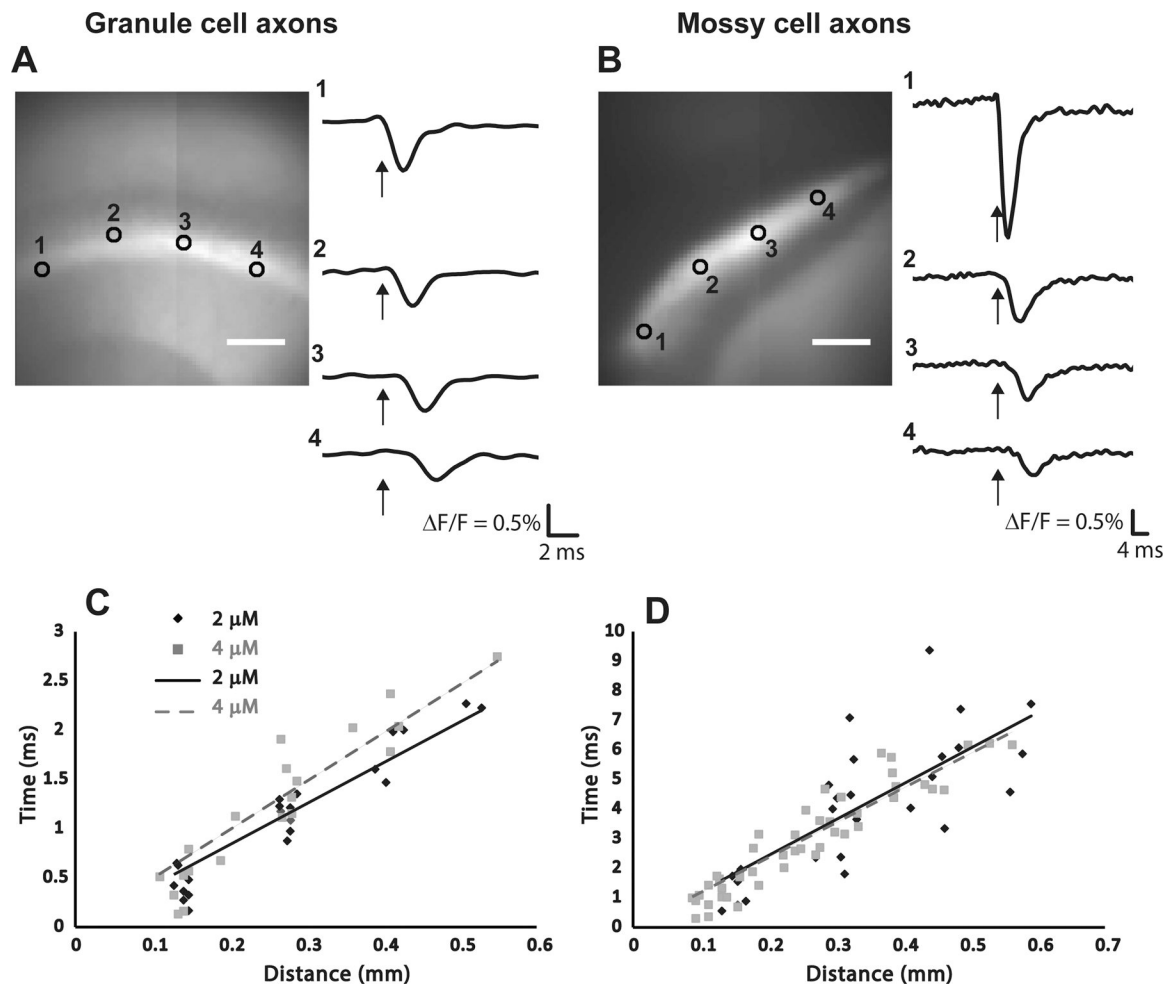 Granule cell axons
Mossy cell axons
A
1
2
3
4
1
2
3
4
ΔF/F = 0.5%
2 ms
B
1
2
3
4
1
2
3
4
ΔF/F = 0.5%
4 ms
C
2 μM
4 μM
2 μM
4 μM
3
2.5
2
1.5
1
0.5
0
Time (ms)
0 0.1 0.2 0.3 0.4 0.5 0.6
Distance (mm)
D
10
9
8
7
6
5
4
3
2
1
0
Time (ms)
0 0.1 0.2 0.3 0.4 0.5 0.6 0.7
Distance (mm)